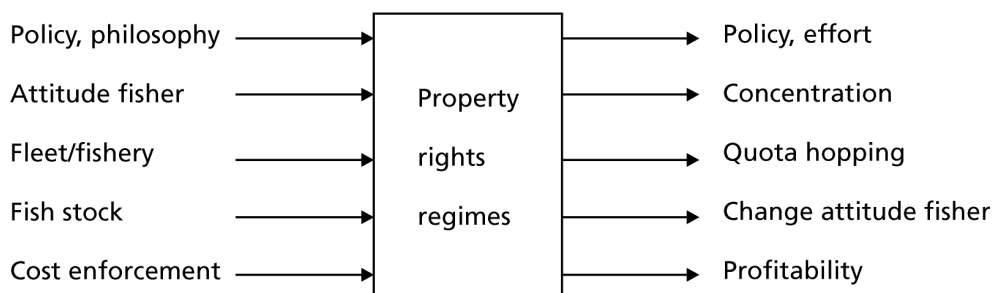 Policy, philosophy
Attitude fisher
Fleet/fishery
Fish stock
Cost enforcement
Property
rights
regimes
Policy, effort
Concentration
Quota hopping
Change attitude fisher
Profitability